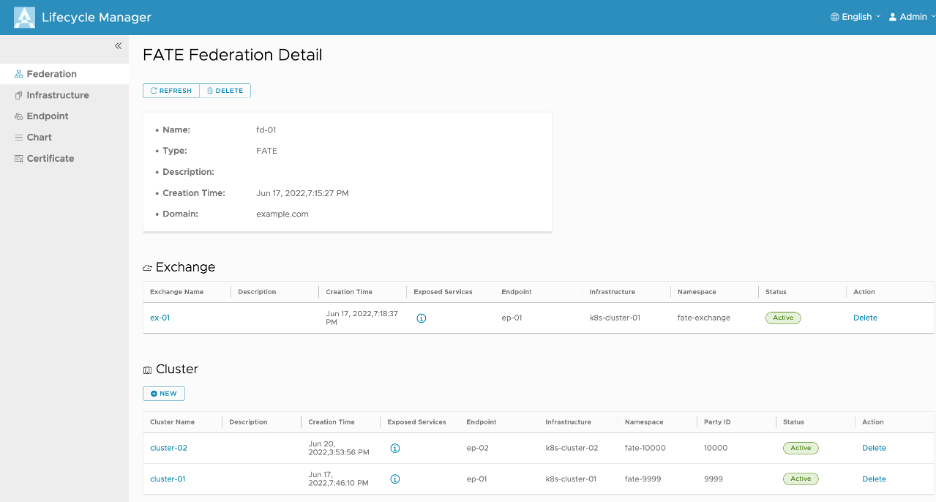 Lifecycle Manager
English
Admin
Federation
Infrastructure
Endpoint
Chart
Certificate
FATE Federation Detail
REFRESH
DELETE
• Name: fd-01
• Type: FATE
• Description:
• Creation Time: Jun 17, 2022,7:15:27 PM
• Domain: example.com
Exchange
Exchange Name Description Creation Time Exposed Services Endpoint Infrastructure Namespace Status Action
ex-01 Jun 17, 2022,7:18:37 PM ep-01 k8s-cluster-01 fate-exchange Active Delete
Cluster
NEW
Cluster Name Description Creation Time Exposed Services Endpoint Infrastructure Namespace Party ID Status Action
cluster-02 Jun 20, 2022,3:53:56 PM ep-02 k8s-cluster-02 fate-10000 10000 Active Delete
cluster-01 Jun 17, 2022,7:46:10 PM ep-01 k8s-cluster-01 fate-9999 9999 Active Delete